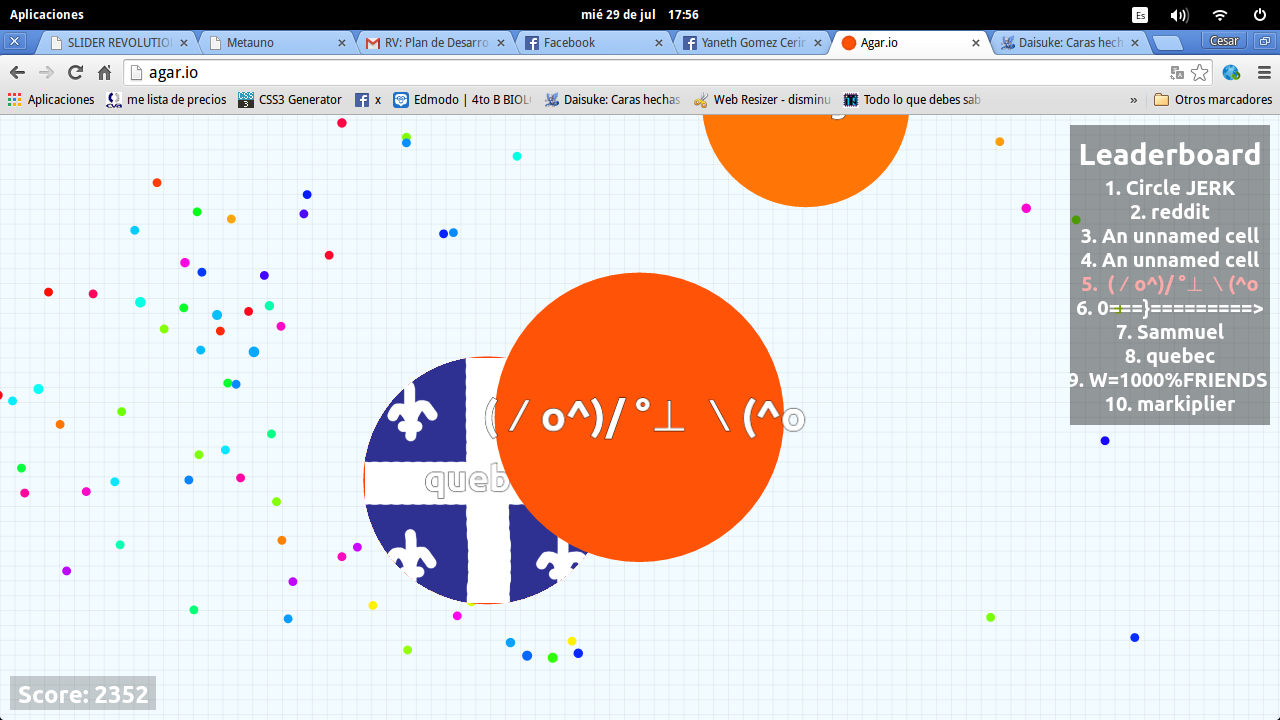 Aplicaciones
mié 29 de jul 17:56
Es
SLIDER REVOLUTIO
Metauno
RV: Plan de Desarro
Facebook
Yaneth Gomez Cerir
Agar.io
Daisuke: Caras hech
Cesar
agar.io
Aplicaciones
me lista de precios
CSS3 Generator
x
Edmodo | 4to B BIOL
Daisuke: Caras hechas
Web Resizer - disminu
Todo lo que debes sab
»
Otros marcadores
Leaderboard
1. Circle JERK
2. reddit
3. An unnamed cell
4. An unnamed cell
5. (╱o^)/ °⊥ ╲(^o
6. 0===}=========>
7. Sammuel
8. quebec
9. W=1000%FRIENDS
10. markiplier
(╱o^)/ °⊥ ╲(^o
queb
Score: 2352